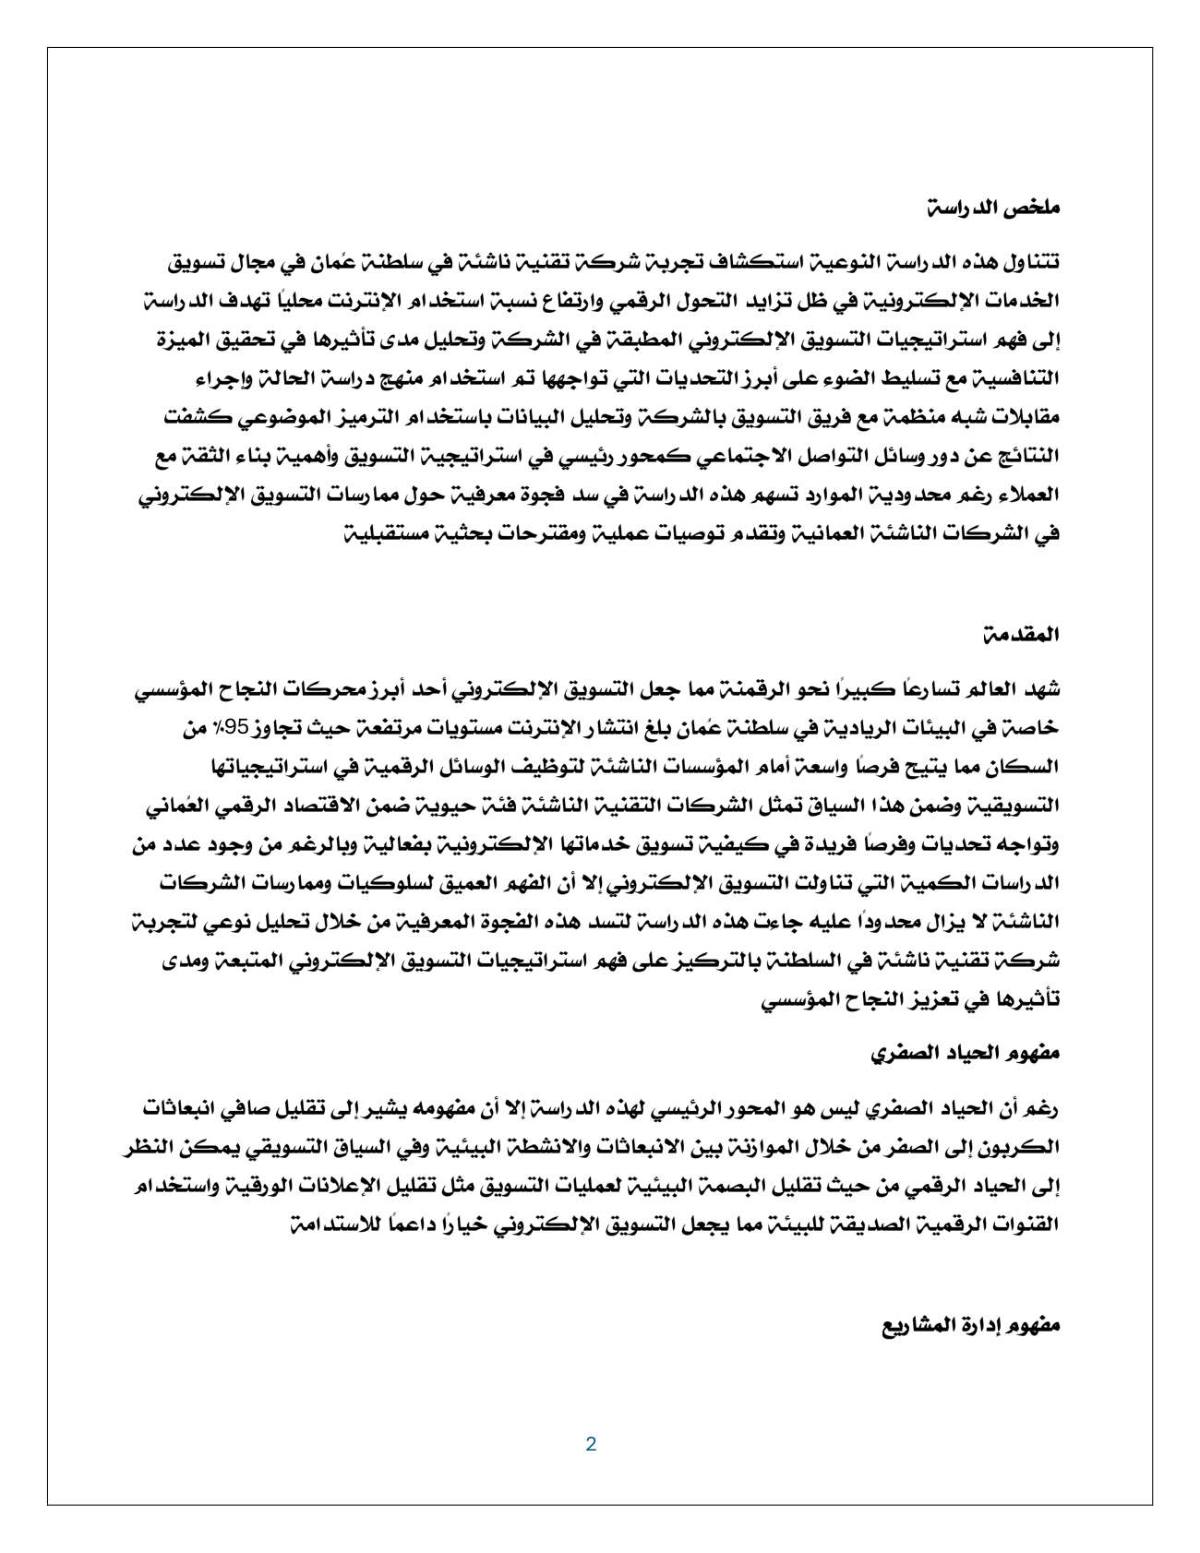 ملخص الدراسة
تتناول هذه الدراسة النوعية استكشاف تجربة شركة تقنية ناشئة في سلطنة عُمان في مجال تسويق
الخدمات الإلكترونية في ظل تزايد التحول الرقمي وارتفاع نسبة استخدام الإنترنت محليًا تهدف الدراسة
إلى فهم استراتيجيات التسويق الإلكتروني المطبقة في الشركة وتحليل مدى تأثيرها في تحقيق الميزة
التنافسية مع تسليط الضوء على أبرز التحديات التي تواجهها تم استخدام منهج دراسة الحالة وإجراء
مقابلات شبه منظمة مع فريق التسويق بالشركة وتحليل البيانات باستخدام الترميز الموضوعي كشفت
النتائج عن دور وسائل التواصل الاجتماعي كمحور رئيسي في استراتيجية التسويق وأهمية بناء الثقة مع
العملاء رغم محدودية الموارد تسهم هذه الدراسة في سد فجوة معرفية حول ممارسات التسويق الإلكتروني
في الشركات الناشئة العمانية وتقدم توصيات عملية ومقترحات بحثية مستقبلية
المقدمة
شهد العالم تسارعًا كبيرًا نحو الرقمنة مما جعل التسويق الإلكتروني أحد أبرز محركات النجاح المؤسسي
خاصة في البيئات الريادية في سلطنة عُمان بلغ انتشار الإنترنت مستويات مرتفعة حيث تجاوز 95% من
السكان مما يتيح فرصًا واسعة أمام المؤسسات الناشئة لتوظيف الوسائل الرقمية في استراتيجياتها
التسويقية وضمن هذا السياق تمثل الشركات التقنية الناشئة فئة حيوية ضمن الاقتصاد الرقمي العُماني
وتواجه تحديات وفرصًا فريدة في كيفية تسويق خدماتها الإلكترونية بفعالية وبالرغم من وجود عدد من
الدراسات الكمية التي تناولت التسويق الإلكتروني إلا أن الفهم العميق لسلوكيات وممارسات الشركات
الناشئة لا يزال محدودًا عليه جاءت هذه الدراسة لتسد هذه الفجوة المعرفية من خلال تحليل نوعي لتجربة
شركة تقنية ناشئة في السلطنة بالتركيز على فهم استراتيجيات التسويق الإلكتروني المتبعة ومدى
تأثيرها في تعزيز النجاح المؤسسي
مفهوم الحياد الصفري
رغم أن الحياد الصفري ليس هو المحور الرئيسي لهذه الدراسة إلا أن مفهومه يشير إلى تقليل صافي انبعاثات
الكربون إلى الصفر من خلال الموازنة بين الانبعاثات والانشطة البيئية وفي السياق التسويقي يمكن النظر
إلى الحياد الرقمي من حيث تقليل البصمة البيئية لعمليات التسويق مثل تقليل الإعلانات الورقية واستخدام
القنوات الرقمية الصديقة للبيئة مما يجعل التسويق الإلكتروني خيارًا داعمًا للاستدامة
مفهوم إدارة المشاريع
2